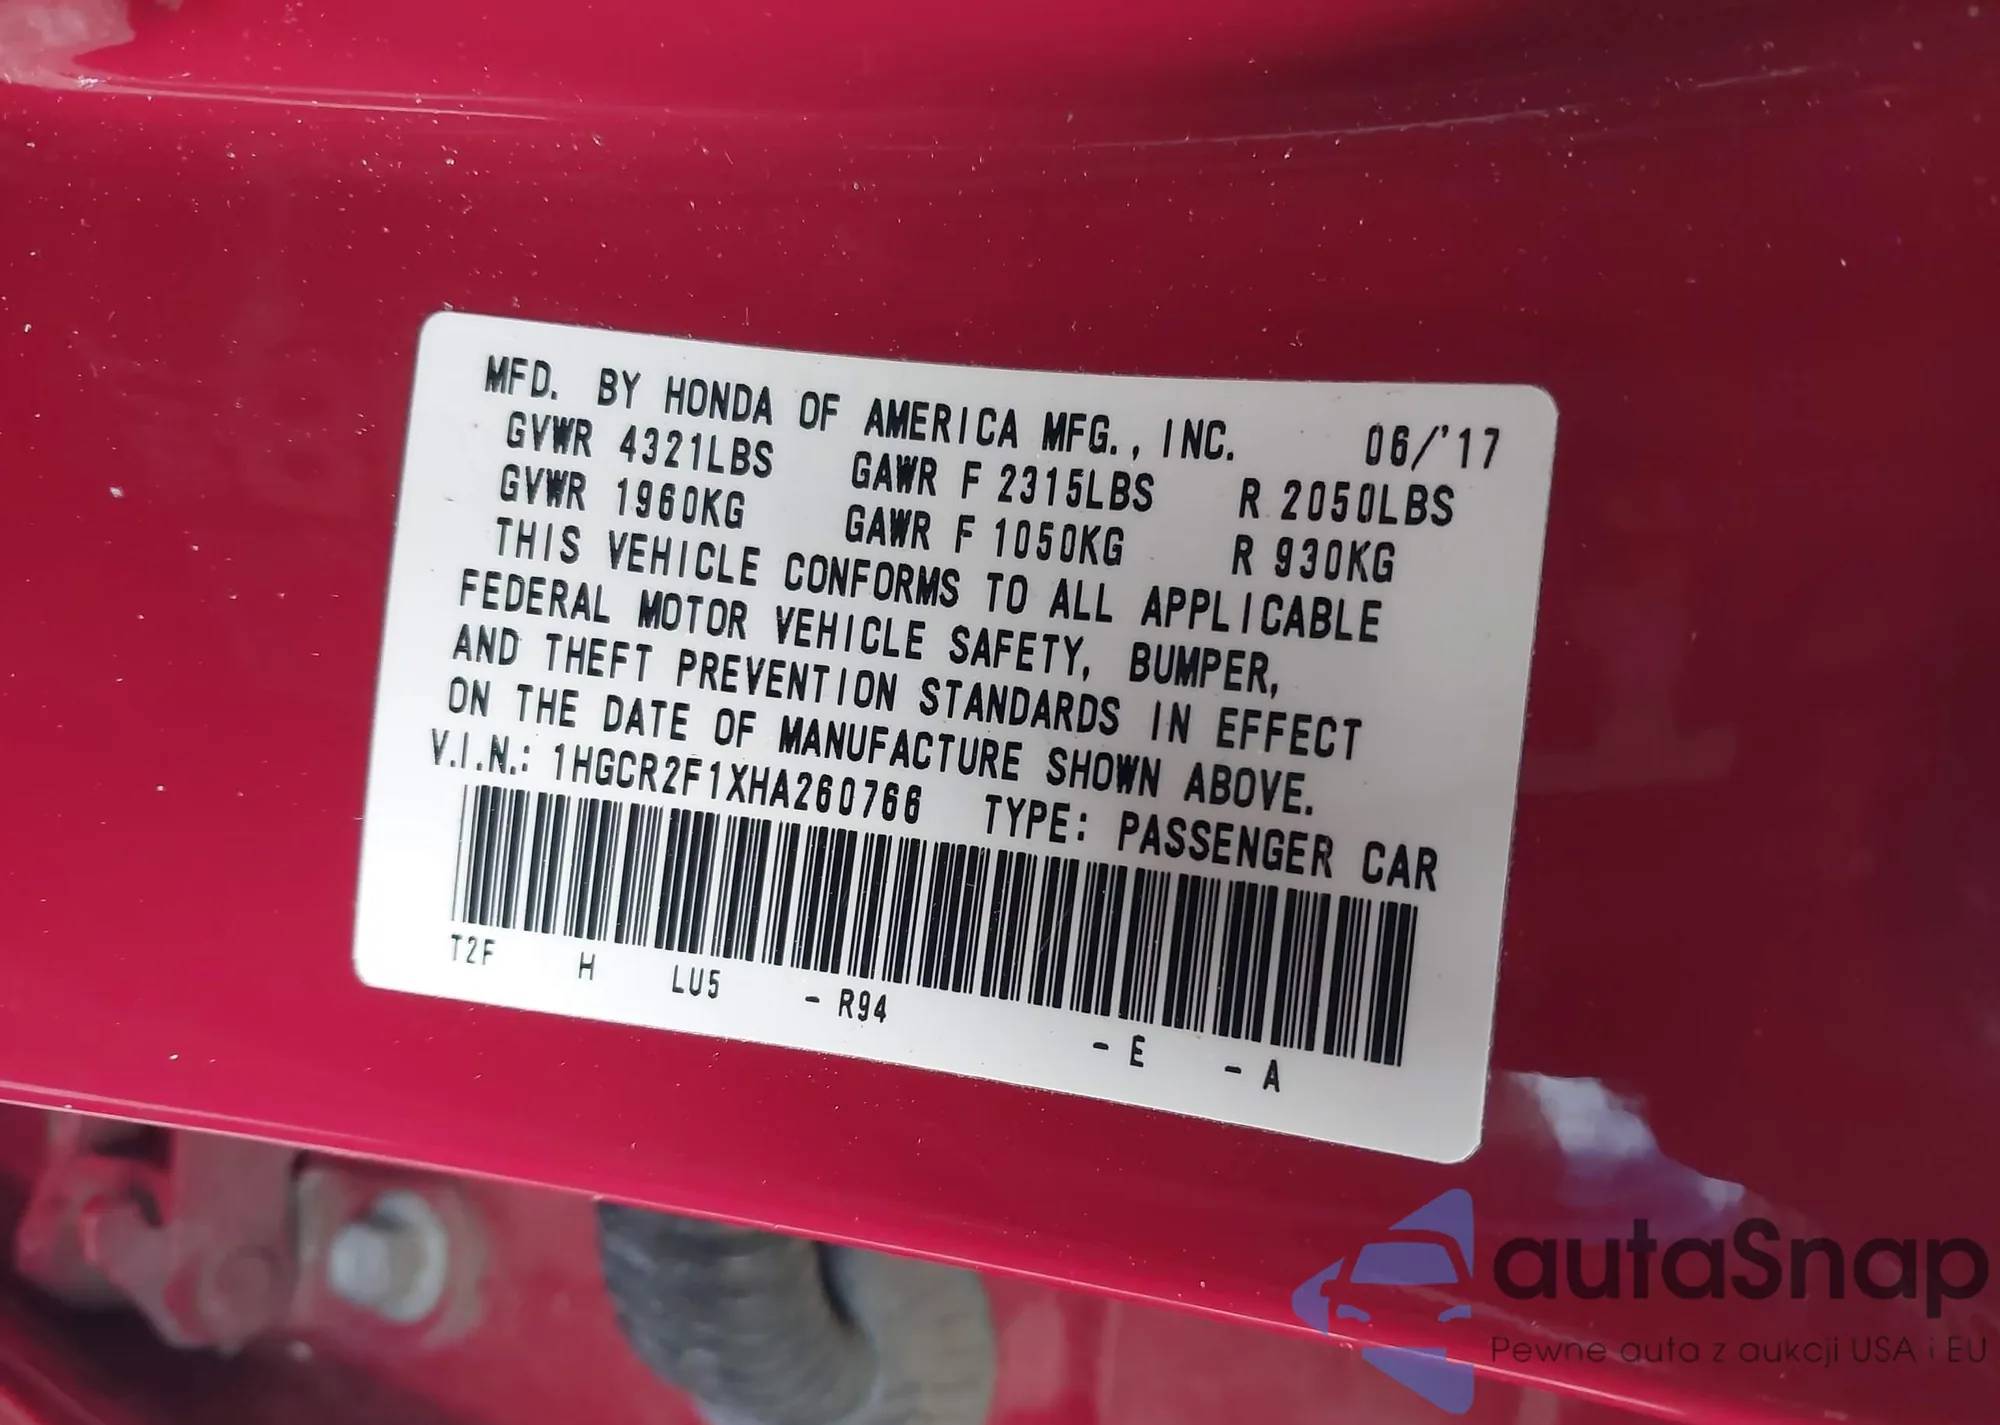 MFD. BY HONDA OF AMERICA MFG., INC. 06/'17
GVWR 4321LBS GAWR F 2315LBS R 2050LBS
GVWR 1960KG GAWR F 1050KG R 930KG
THIS VEHICLE CONFORMS TO ALL APPLICABLE
FEDERAL MOTOR VEHICLE SAFETY, BUMPER,
AND THEFT PREVENTION STANDARDS IN EFFECT
ON THE DATE OF MANUFACTURE SHOWN ABOVE.
V.I.N.: 1HGCR2F1XHA260766 TYPE: PASSENGER CAR
T2F H LU5 - R94 - E - A
autaSnap
Pewne auta z aukcji USA i EU